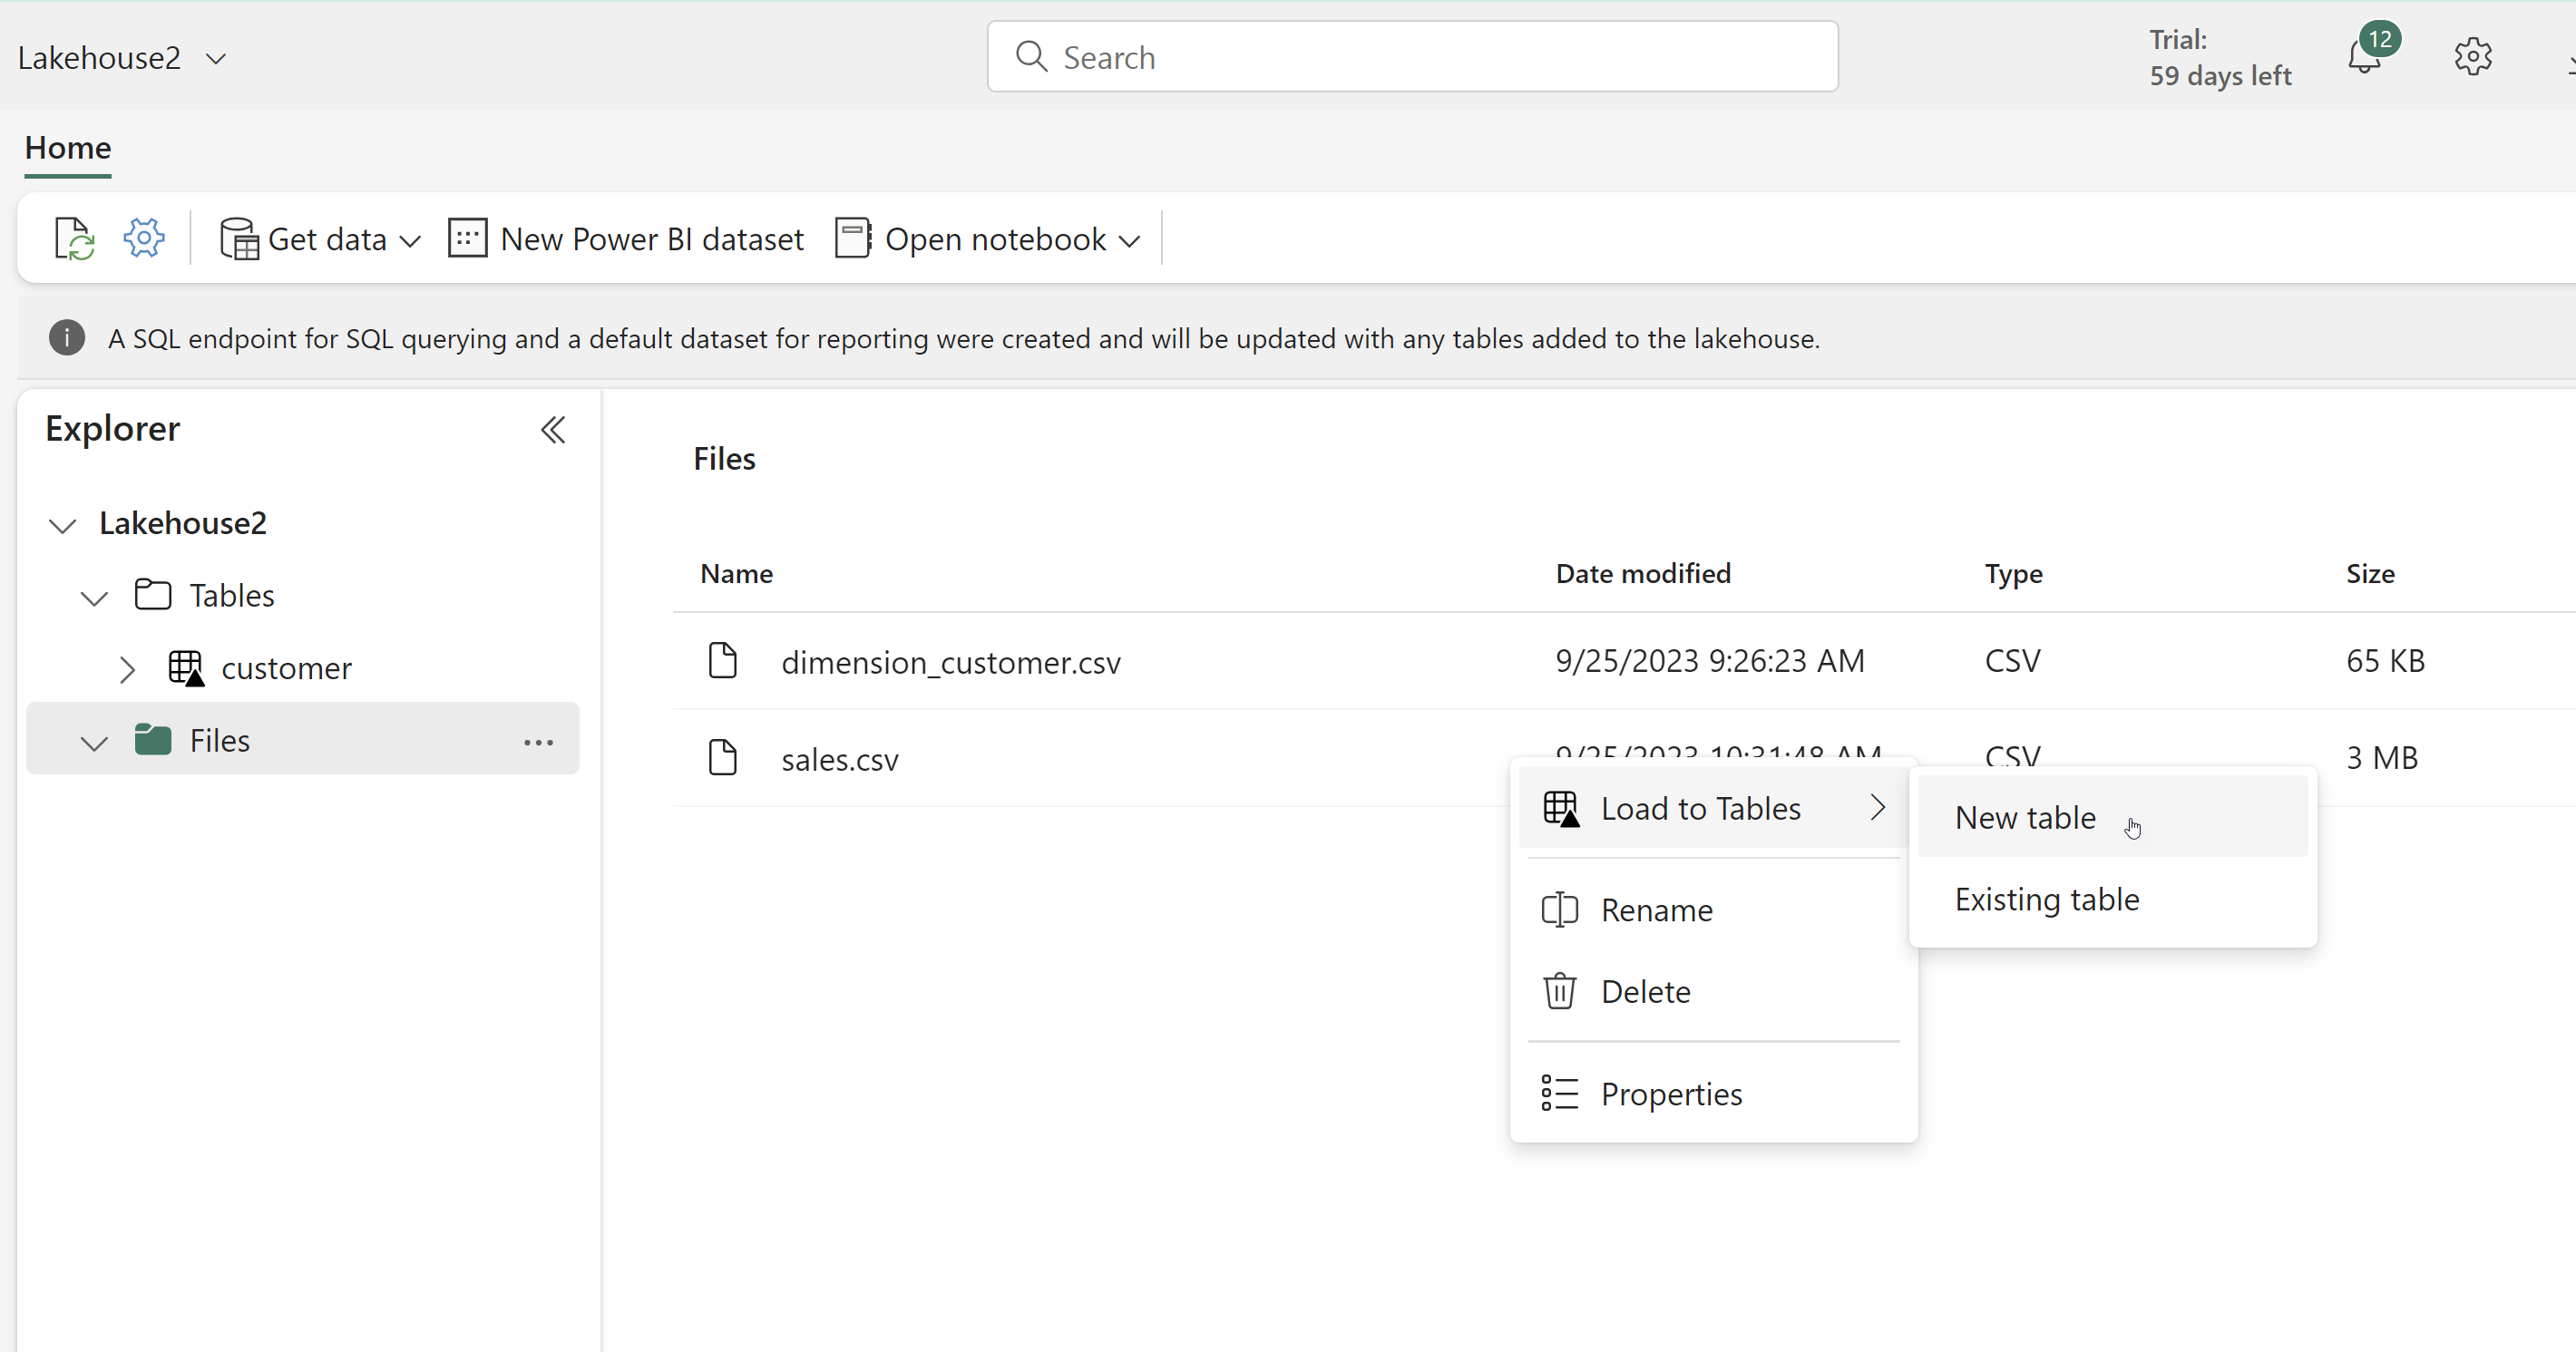 Lakehouse2
Search
Trial:
59 days left
12
Home
Get data
New Power BI dataset
Open notebook
A SQL endpoint for SQL querying and a default dataset for reporting were created and will be updated with any tables added to the lakehouse.
Explorer
Lakehouse2
Tables
customer
Files
Files
Name Date modified Type Size
dimension_customer.csv 9/25/2023 9:26:23 AM CSV 65 KB
sales.csv 9/25/2023 10:31:48 AM CSV 3 MB
Load to Tables
Rename
Delete
Properties
New table
Existing table